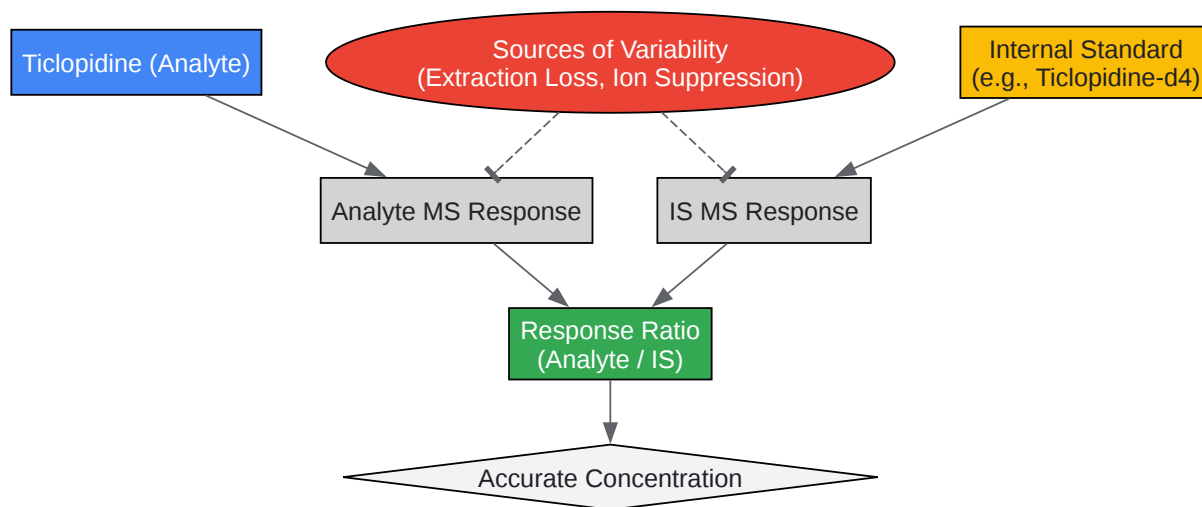 Ticlopidine (Analyte)
Sources of Variability
(Extraction Loss, Ion Suppression)
Internal Standard
(e.g., Ticlopidine-d4)
Analyte MS Response
IS MS Response
Response Ratio
(Analyte / IS)
Accurate Concentration